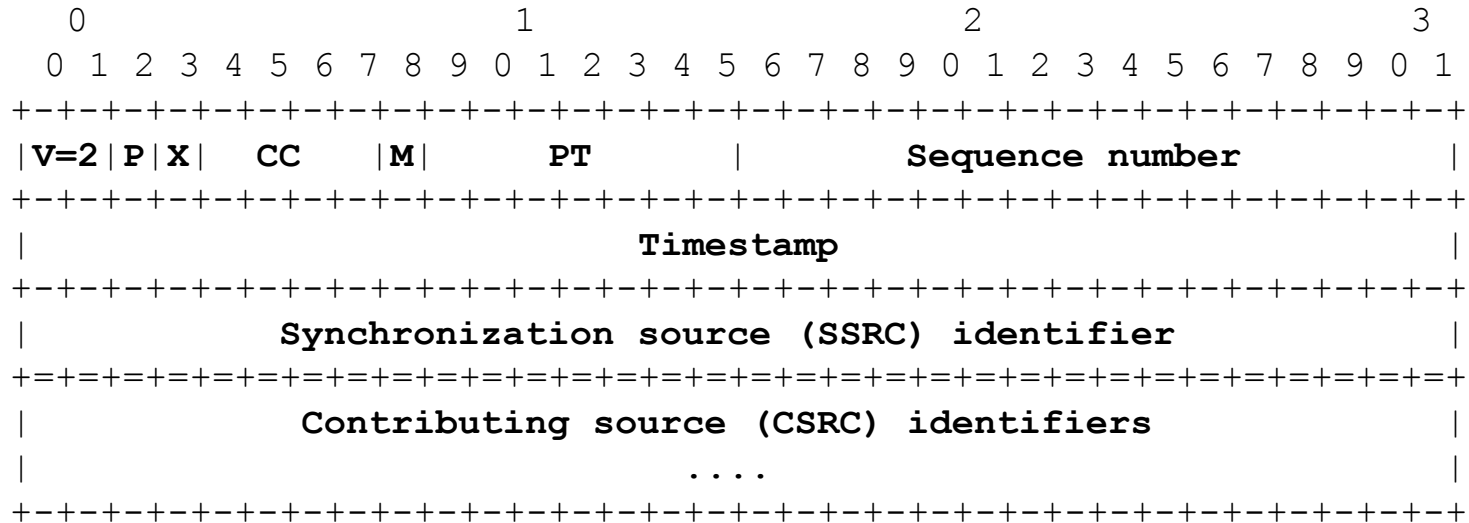 0                   1                   2                   3
 0 1 2 3 4 5 6 7 8 9 0 1 2 3 4 5 6 7 8 9 0 1 2 3 4 5 6 7 8 9 0 1
+-+-+-+-+-+-+-+-+-+-+-+-+-+-+-+-+-+-+-+-+-+-+-+-+-+-+-+-+-+-+-+-+
|V=2|P|X|  CC   |M|     PT      |       Sequence number         |
+-+-+-+-+-+-+-+-+-+-+-+-+-+-+-+-+-+-+-+-+-+-+-+-+-+-+-+-+-+-+-+-+
|                           Timestamp                           |
+-+-+-+-+-+-+-+-+-+-+-+-+-+-+-+-+-+-+-+-+-+-+-+-+-+-+-+-+-+-+-+-+
|           Synchronization source (SSRC) identifier            |
+=+=+=+=+=+=+=+=+=+=+=+=+=+=+=+=+=+=+=+=+=+=+=+=+=+=+=+=+=+=+=+=+
|            Contributing source (CSRC) identifiers             |
|                             ....                              |
+-+-+-+-+-+-+-+-+-+-+-+-+-+-+-+-+-+-+-+-+-+-+-+-+-+-+-+-+-+-+-+-+